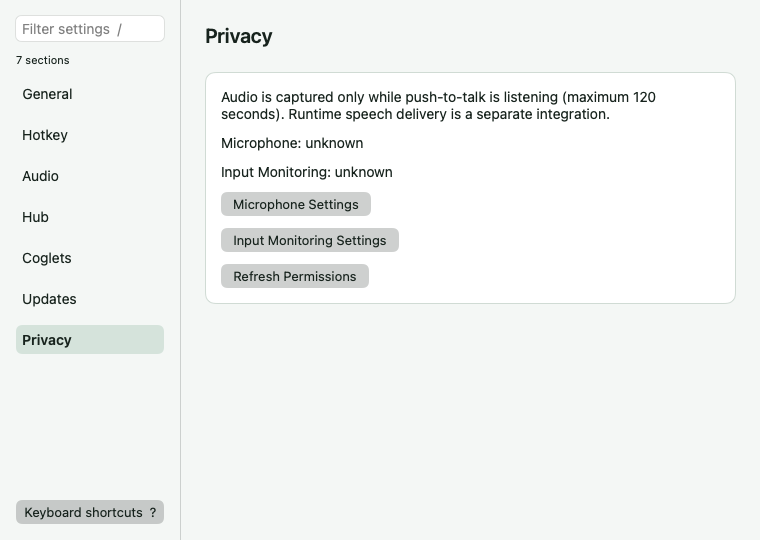 Filter settings /
7 sections
General
Hotkey
Audio
Hub
Coglets
Updates
Privacy
Keyboard shortcuts ?
Privacy
Audio is captured only while push-to-talk is listening (maximum 120
seconds). Runtime speech delivery is a separate integration.
Microphone: unknown
Input Monitoring: unknown
Microphone Settings
Input Monitoring Settings
Refresh Permissions